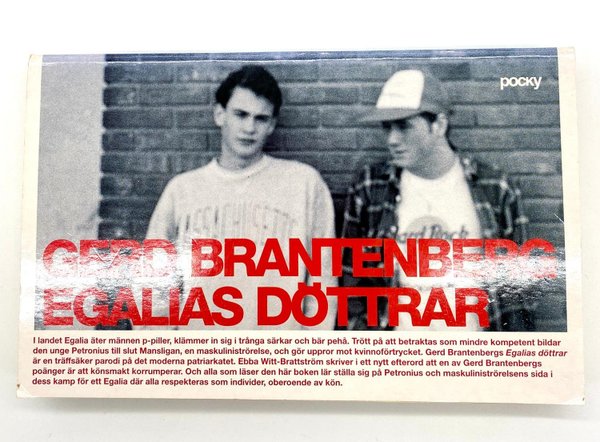 pocky
MASSACHUSETTS
Hard Rock
GERD BRANTENBERG
EGALIAS DÖTTRAR
I landet Egalia äter männen p-piller, klämmer in sig i trånga särkar och bär pehå. Trött på att betraktas som mindre kompetent bildar
den unge Petronius till slut Mansligan, en maskuliniströrelse, och gör uppror mot kvinnoförtrycket. Gerd Brantenbergs Egalias döttrar
är en träffsäker parodi på det moderna patriarkatet. Ebba Witt-Brattström skriver i ett nytt efterord att en av Gerd Brantenbergs
poänger är att könsmakt korrumperar. Och alla som läser den här boken lär ställa sig på Petronius och maskuliniströrelsens sida i
dess kamp för ett Egalia där alla respekteras som individer, oberoende av kön.